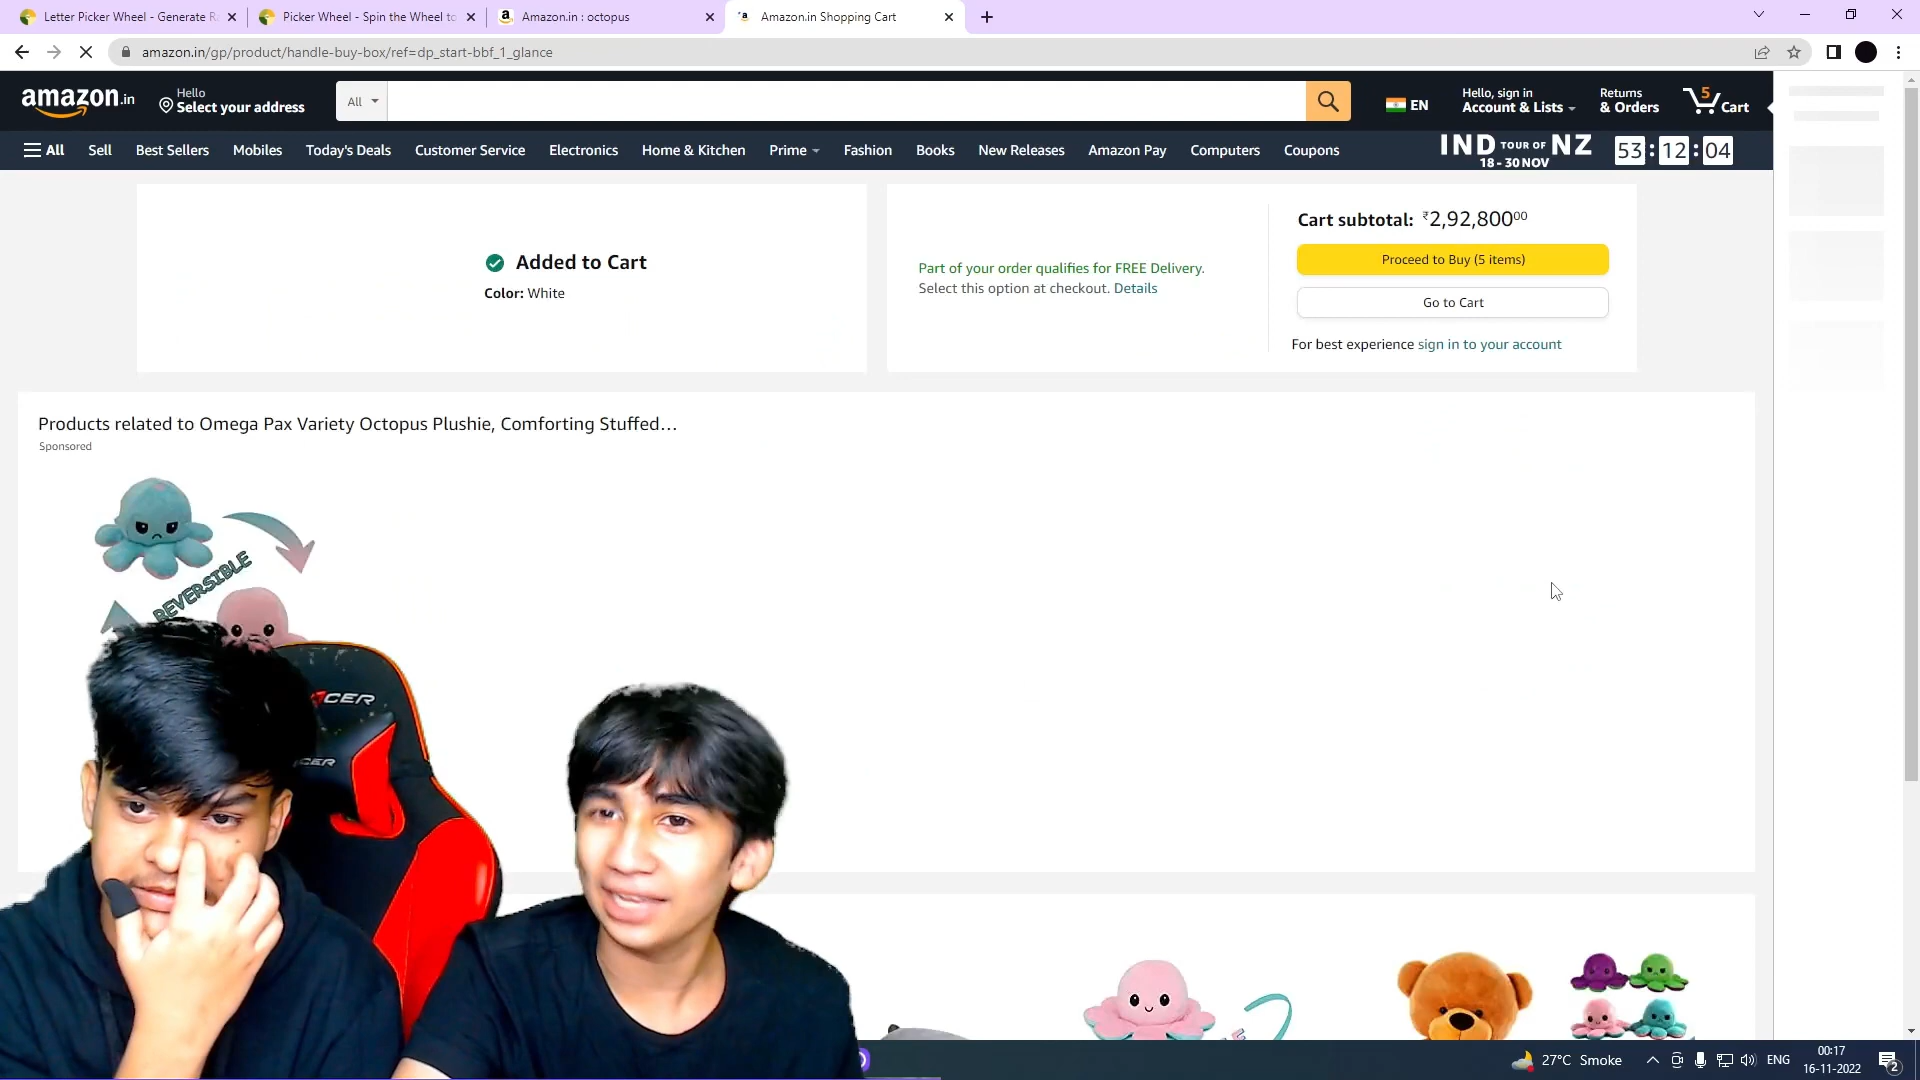 Letter Picker Wheel - Generate Ra
Picker Wheel - Spin the Wheel to
Amazon.in : octopus
Amazon.in Shopping Cart
amazon.in/gp/product/handle-buy-box/ref=dp_start-bbf_1_glance
amazon.in
Hello
Select your address
All
EN
Hello, sign in
Account & Lists
Returns
& Orders
5
Cart
All
Sell
Best Sellers
Mobiles
Today's Deals
Customer Service
Electronics
Home & Kitchen
Prime
Fashion
Books
New Releases
Amazon Pay
Computers
Coupons
IND TOUR OF NZ
18 - 30 NOV
53 : 12 : 04
Added to Cart
Color: White
Part of your order qualifies for FREE Delivery.
Select this option at checkout. Details
Cart subtotal: ₹2,92,800⁰⁰
Proceed to Buy (5 items)
Go to Cart
For best experience sign in to your account
Products related to Omega Pax Variety Octopus Plushie, Comforting Stuffed…
Sponsored
REVERSIBLE
27°C Smoke
ENG
00:17
16-11-2022
2